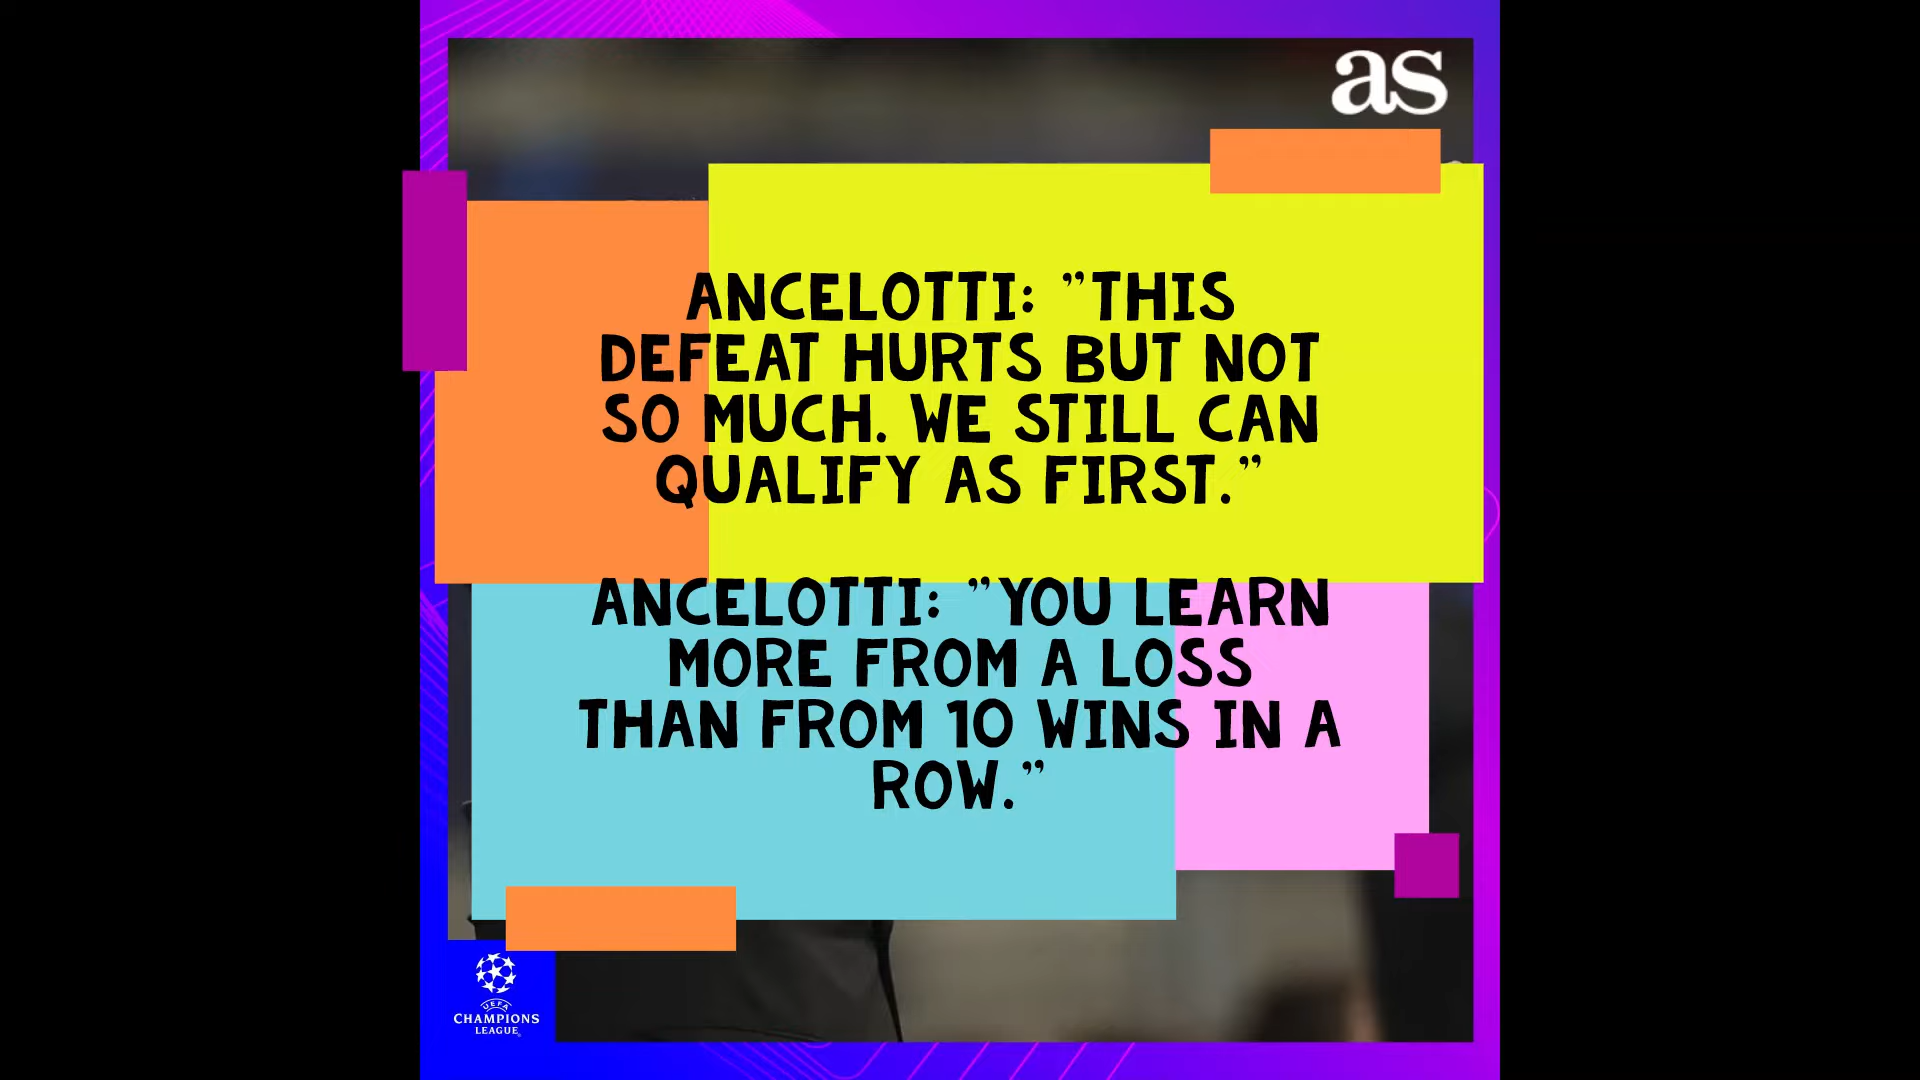 as
ANCELOTTI: ”THIS
DEFEAT HURTS BUT NOT
SO MUCH. WE STILL CAN
QUALIFY AS FIRST.”
ANCELOTTI: ”YOU LEARN
MORE FROM A LOSS
THAN FROM 10 WINS IN A
ROW.”
UEFA
CHAMPIONS
LEAGUE